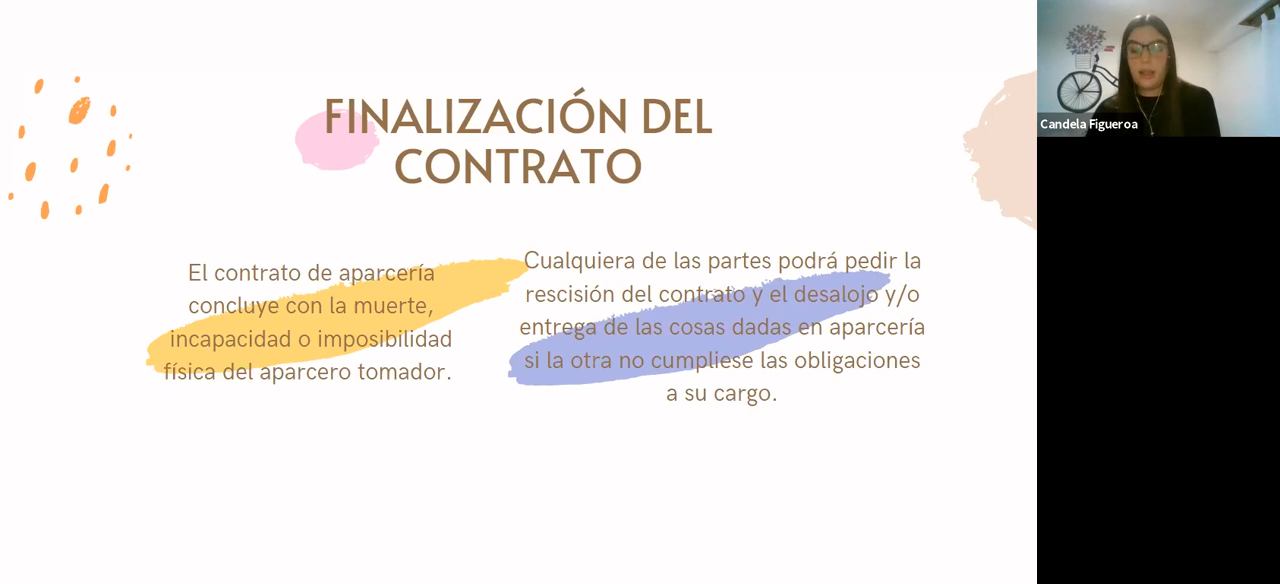 FINALIZACIÓN DEL
CONTRATO
El contrato de aparcería
concluye con la muerte,
incapacidad o imposibilidad
física del aparcero tomador.
Cualquiera de las partes podrá pedir la
rescisión del contrato y el desalojo y/o
entrega de las cosas dadas en aparcería
si la otra no cumpliese las obligaciones
a su cargo.
Candela Figueroa